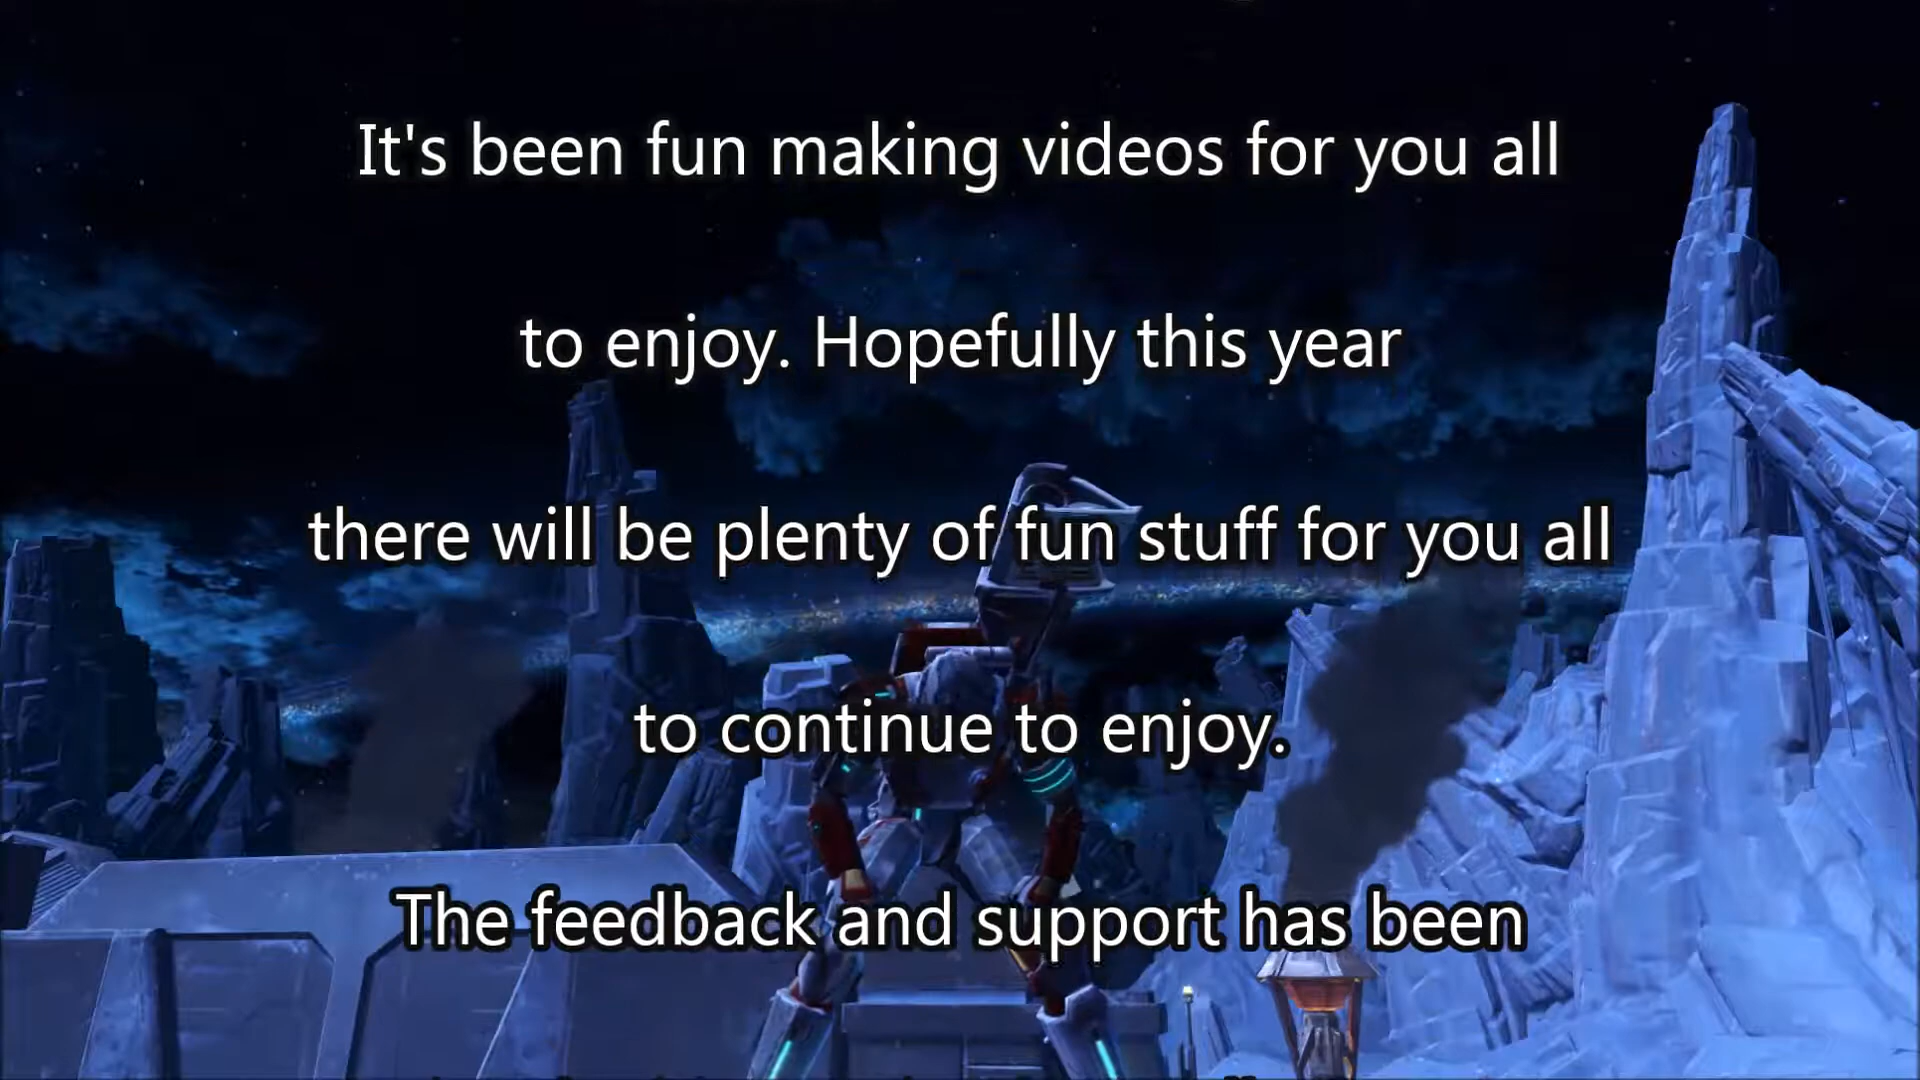 It's been fun making videos for you all
to enjoy. Hopefully this year
there will be plenty of fun stuff for you all
to continue to enjoy.
The feedback and support has been